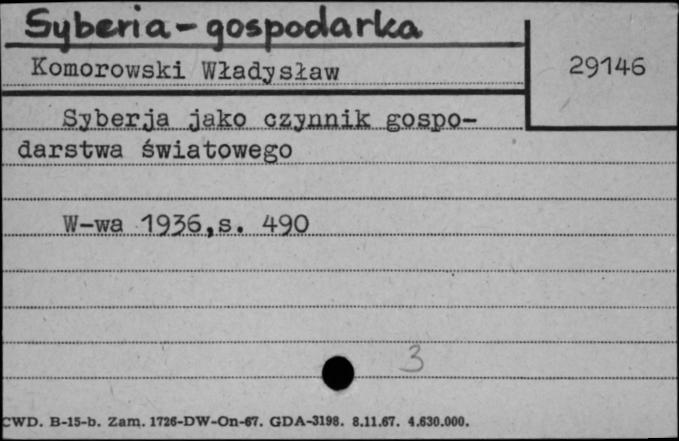 Syberia - gospodarka
Komorowski Władysław
29146
Syberja jako czynnik gospo-
darstwa światowego
W-wa 1936, s. 490
3
CWD. B-15-b. Zam. 1726-DW-On-67. GDA-3198. 8.11.67. 4.630.000.